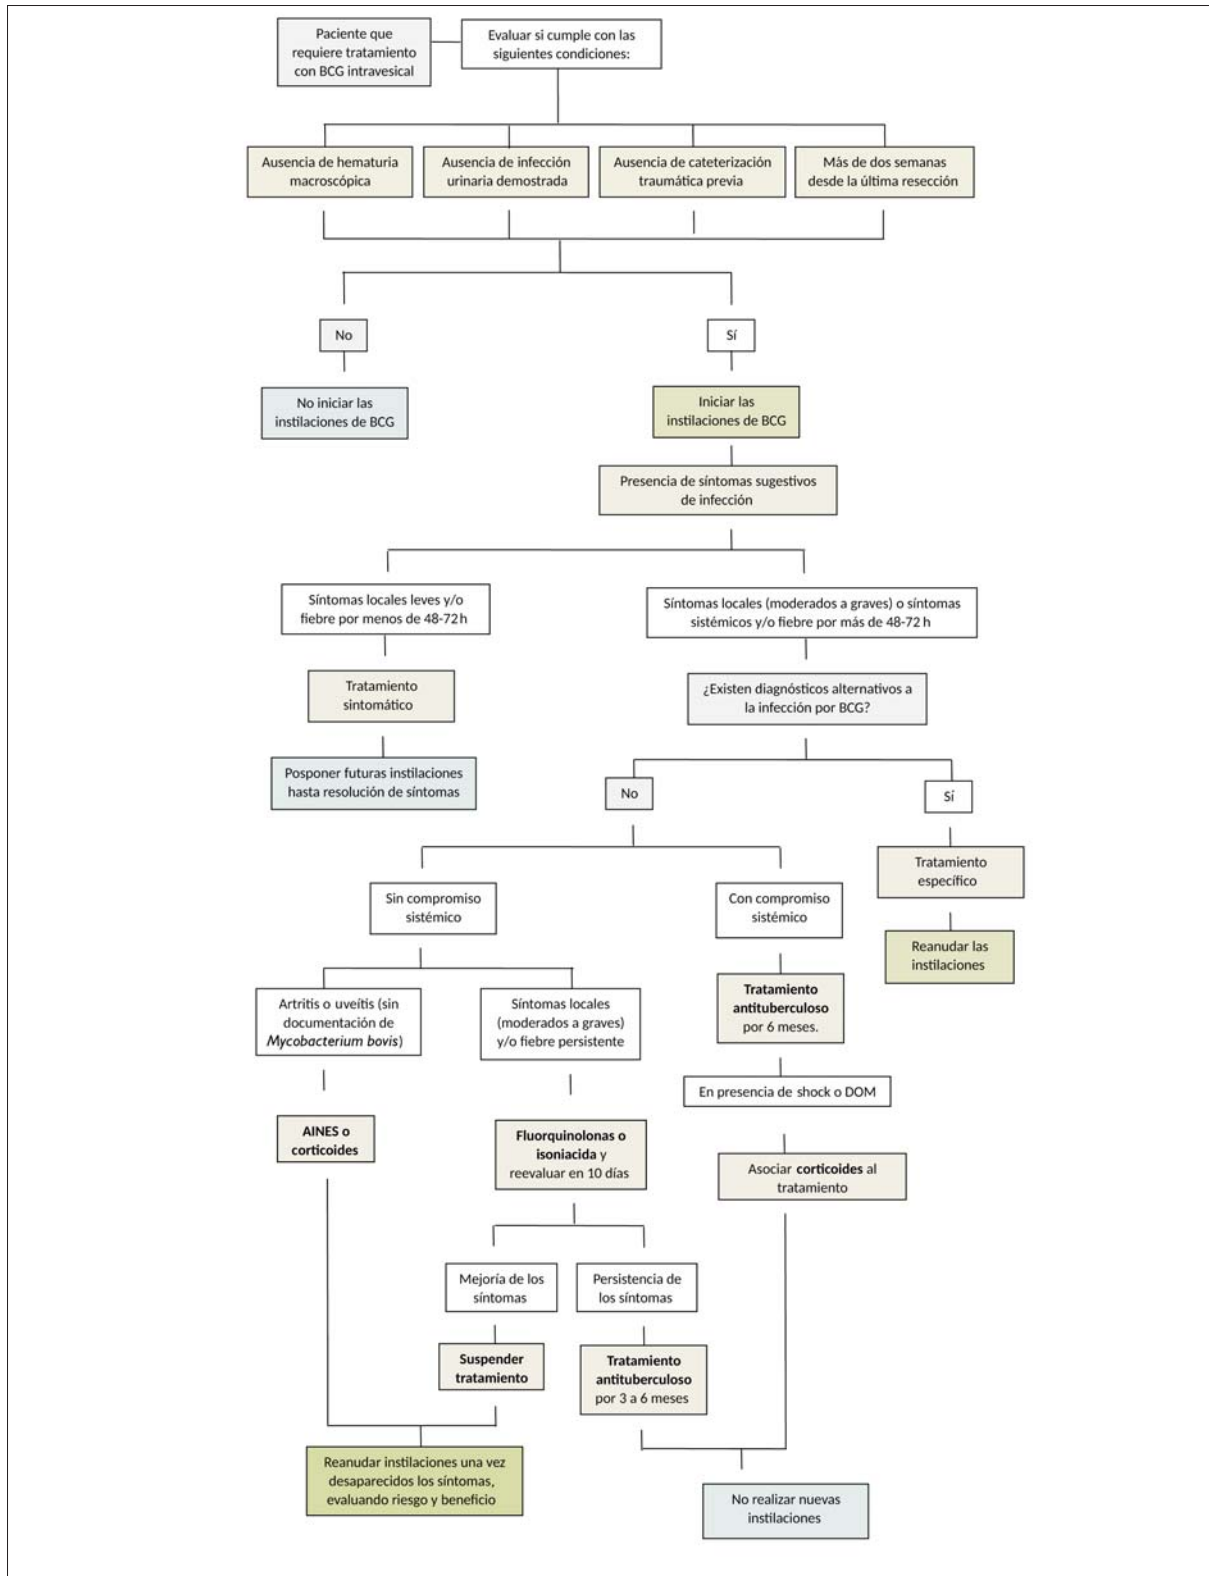 Paciente que
requiere tratamiento
con BCG intravesical
Evaluar si cumple con las
siguientes condiciones:
Ausencia de hematuria
macroscópica
Ausencia de infección
urinaria demostrada
Ausencia de cateterización
traumática previa
Más de dos semanas
desde la última resección
No
Sí
No iniciar las
instilaciones de BCG
Iniciar las
instilaciones de BCG
Presencia de síntomas sugestivos
de infección
Síntomas locales leves y/o
fiebre por menos de 48-72 h
Síntomas locales (moderados a graves) o síntomas
sistémicos y/o fiebre por más de 48-72 h
Tratamiento
sintomático
¿Existen diagnósticos alternativos a
la infección por BCG?
Posponer futuras instilaciones
hasta resolución de síntomas
No
Sí
Tratamiento
específico
Sin compromiso
sistémico
Con compromiso
sistémico
Reanudar las
instilaciones
Artritis o uveítis (sin
documentación de
Mycobacterium bovis)
Síntomas locales
(moderados a graves)
y/o fiebre persistente
Tratamiento
antituberculoso
por 6 meses.
En presencia de shock o DOM
AINES o
corticoides
Fluorquinolonas o
isoniacida y
reevaluar en 10 días
Asociar corticoides al
tratamiento
Mejoría de los
síntomas
Persistencia de
los síntomas
Suspender
tratamiento
Tratamiento
antituberculoso
por 3 a 6 meses
Reanudar instilaciones una vez
desaparecidos los síntomas,
evaluando riesgo y beneficio
No realizar nuevas
instilaciones